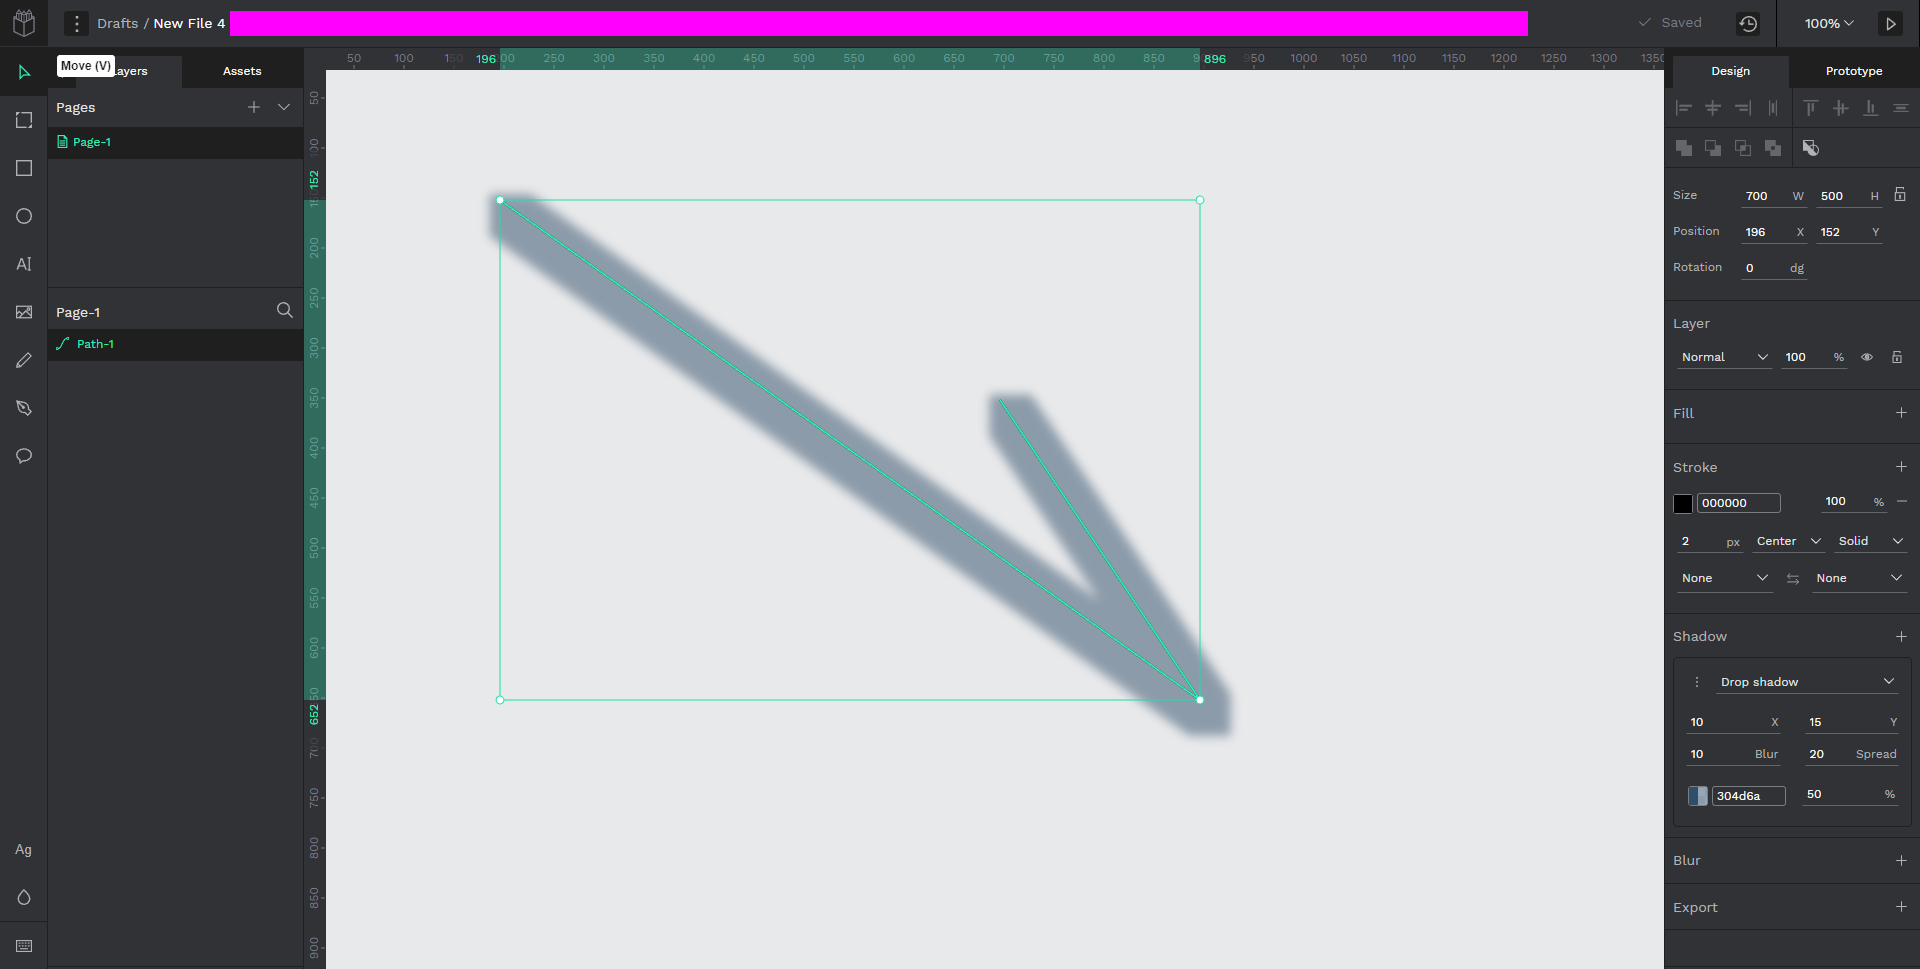 Drafts / New File 4
Saved
100%
Move (V)
Layers
Assets
Design
Prototype
Pages
Page-1
Page-1
Path-1
Ag
50 100 150 196 200 250 300 350 400 450 500 550 600 650 700 750 800 850 896 950 1000 1050 1100 1150 1200 1250 1300 1350
50 100 152 200 250 300 350 400 450 500 550 600 650 652 700 750 800 850 900
Size 700 W 500 H
Position 196 X 152 Y
Rotation 0 dg
Layer
Normal 100 %
Fill
Stroke
000000 100 %
2 px Center Solid
None None
Shadow
Drop shadow
10 X 15 Y
10 Blur 20 Spread
304d6a 50 %
Blur
Export